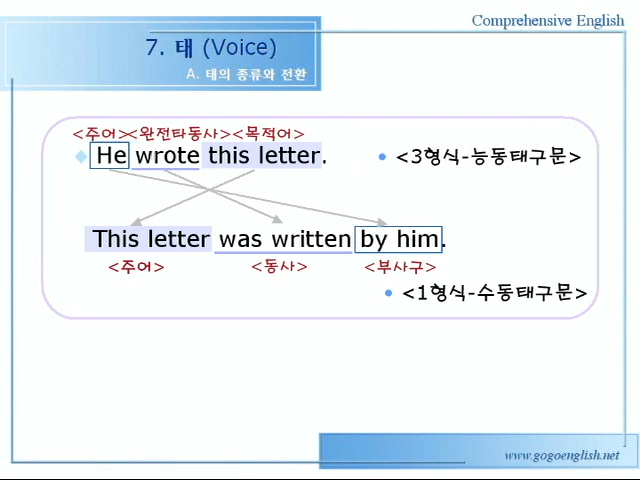 Comprehensive English
7. 태 (Voice)
A. 태의 종류와 전환
<주어><완전타동사><목적어>
He wrote this letter.
<3형식-능동태구문>
This letter was written by him.
<주어> <동사> <부사구>
<1형식-수동태구문>
www.gogoenglish.net